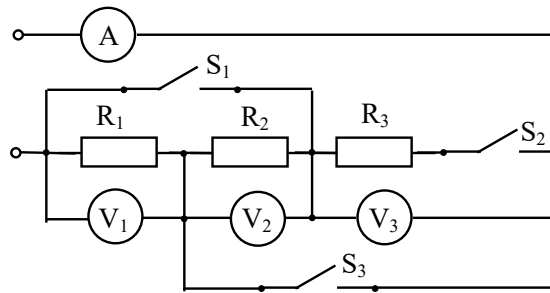 A
S₁
R₁ R₂ R₃
S₂
V₁ V₂ V₃
S₃